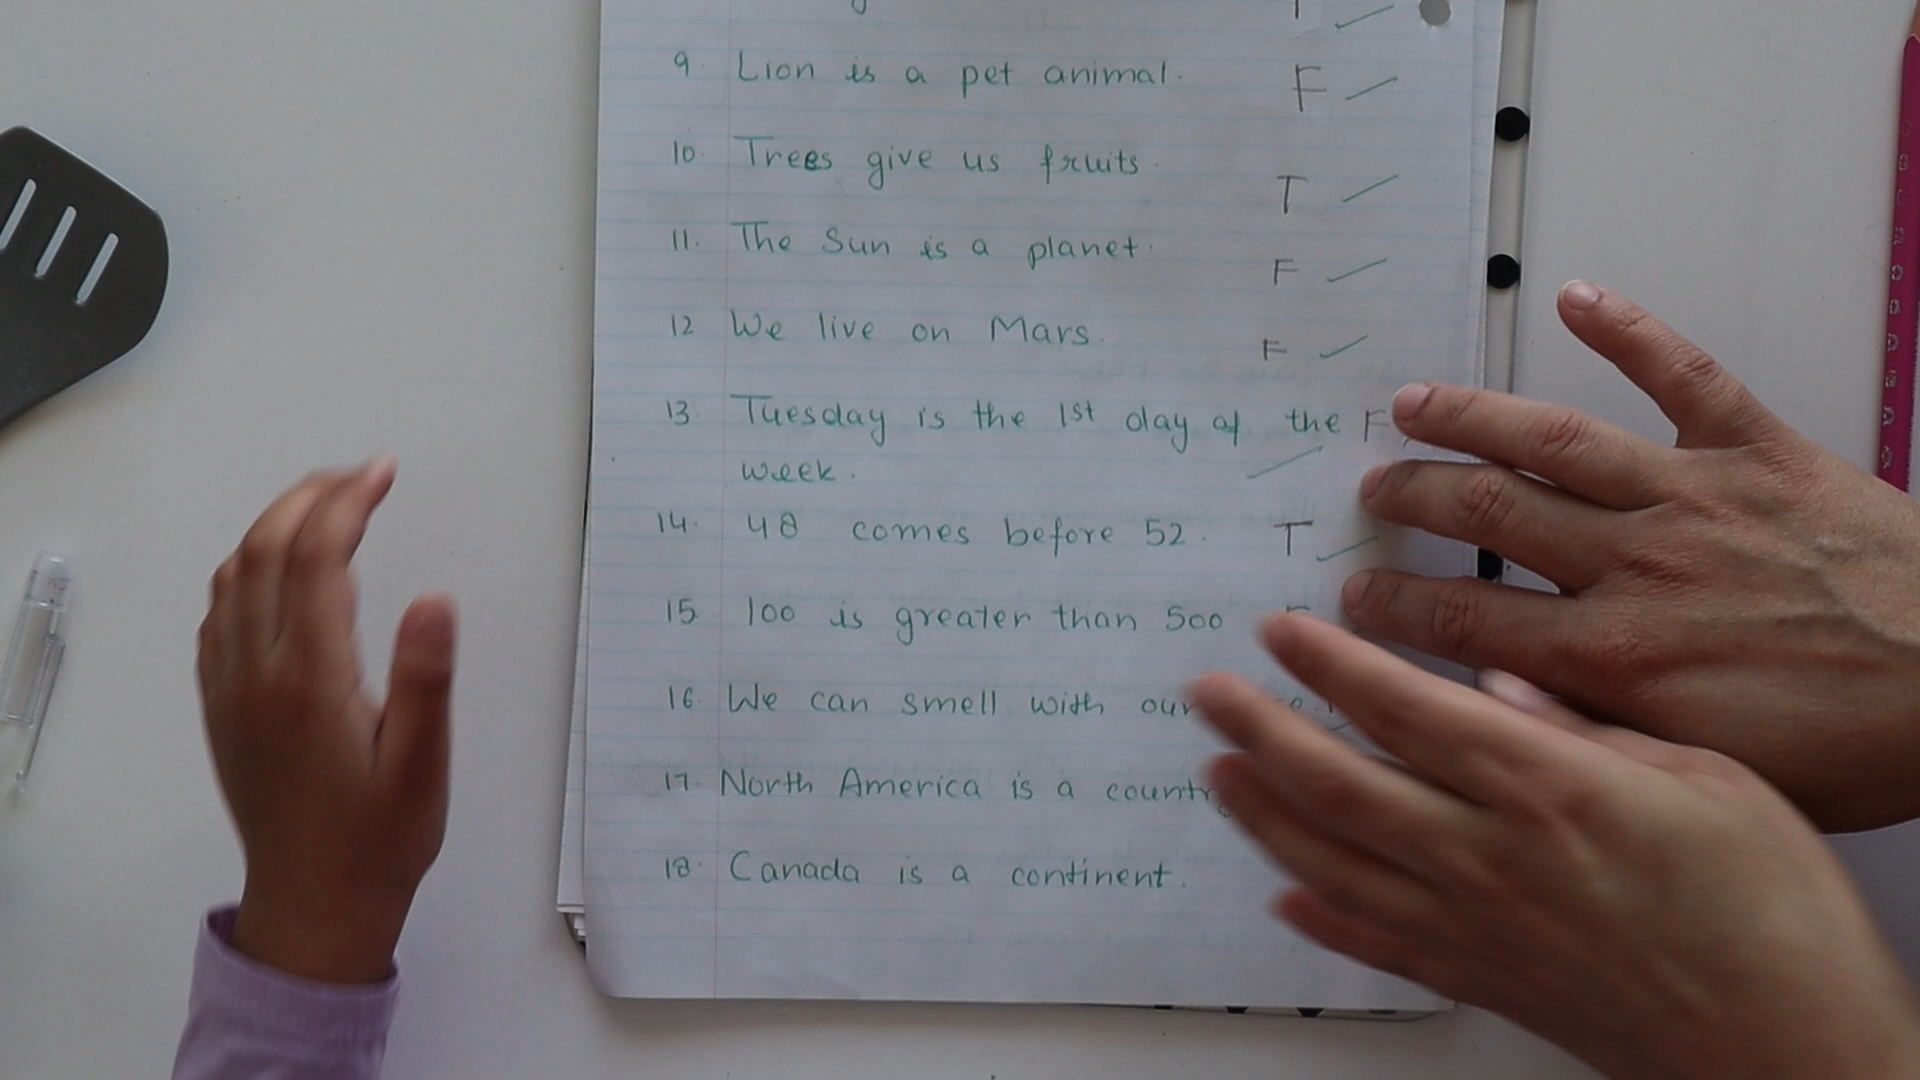 9. Lion is a pet animal. F
10. Trees give us fruits. T
11. The Sun is a planet. F
12 We live on Mars. F
13. Tuesday is the 1st day of the F
week.
14. 48 comes before 52. T
15. 100 is greater than 500
16. We can smell with our
17. North America is a
18. Canada is a continent.